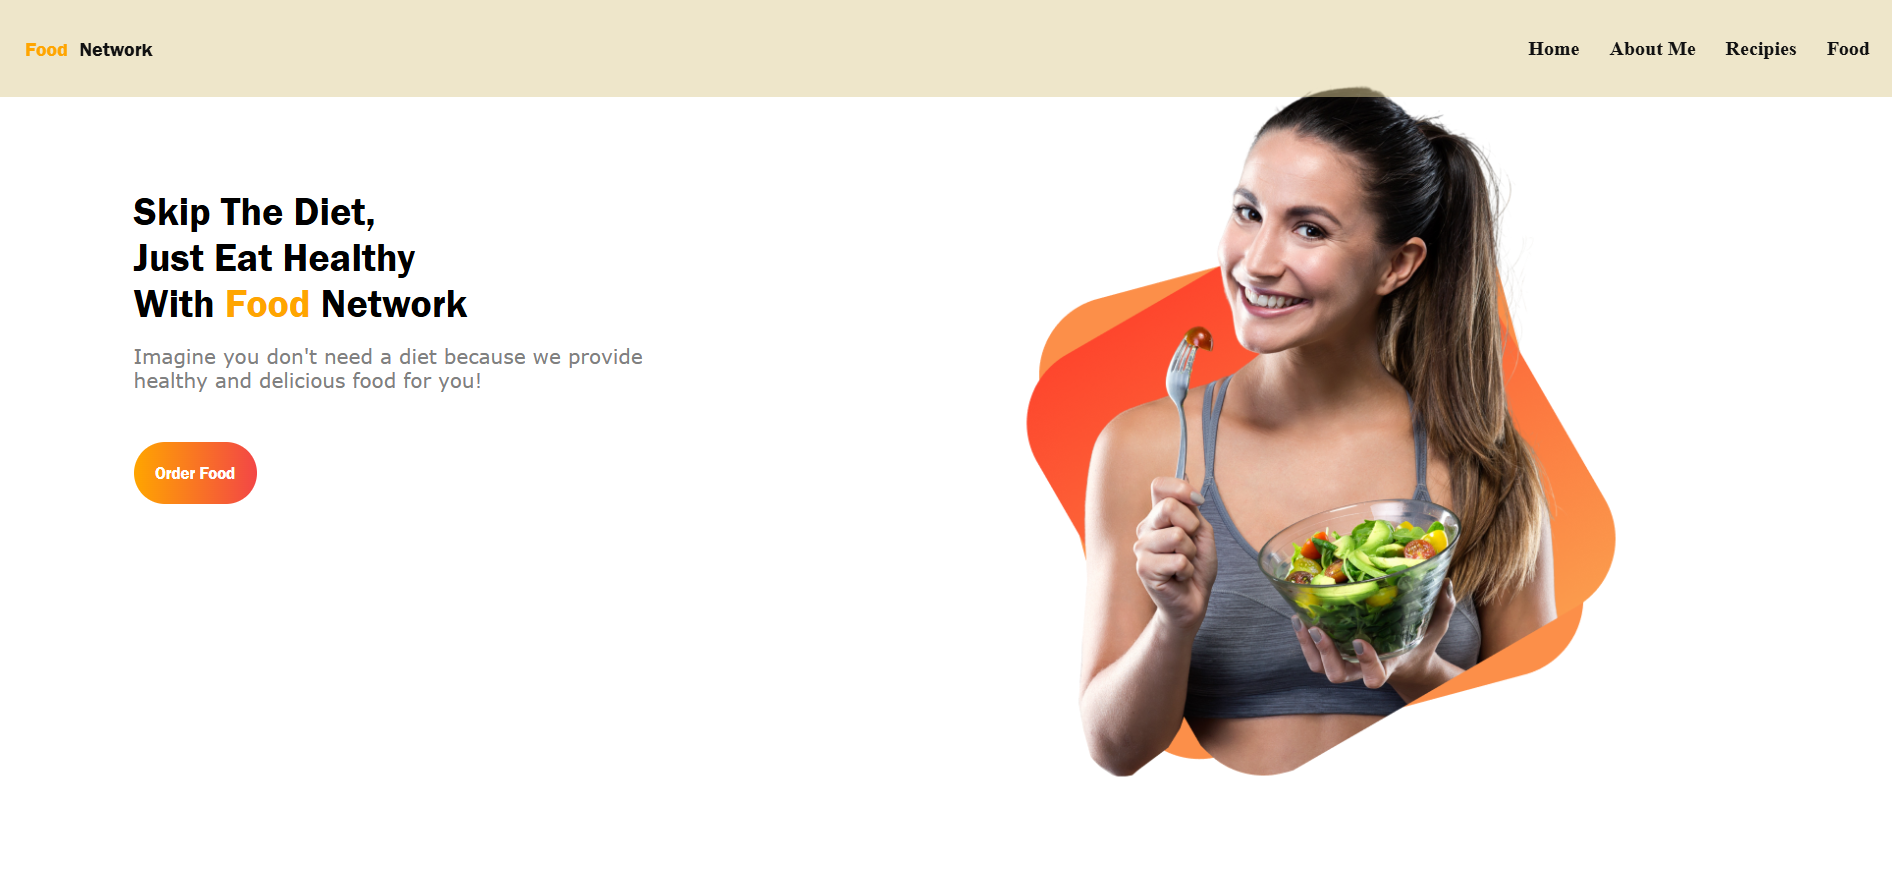 Food Network
Home About Me Recipies Food
Skip The Diet,
Just Eat Healthy
With Food Network
Imagine you don't need a diet because we provide
healthy and delicious food for you!
Order Food